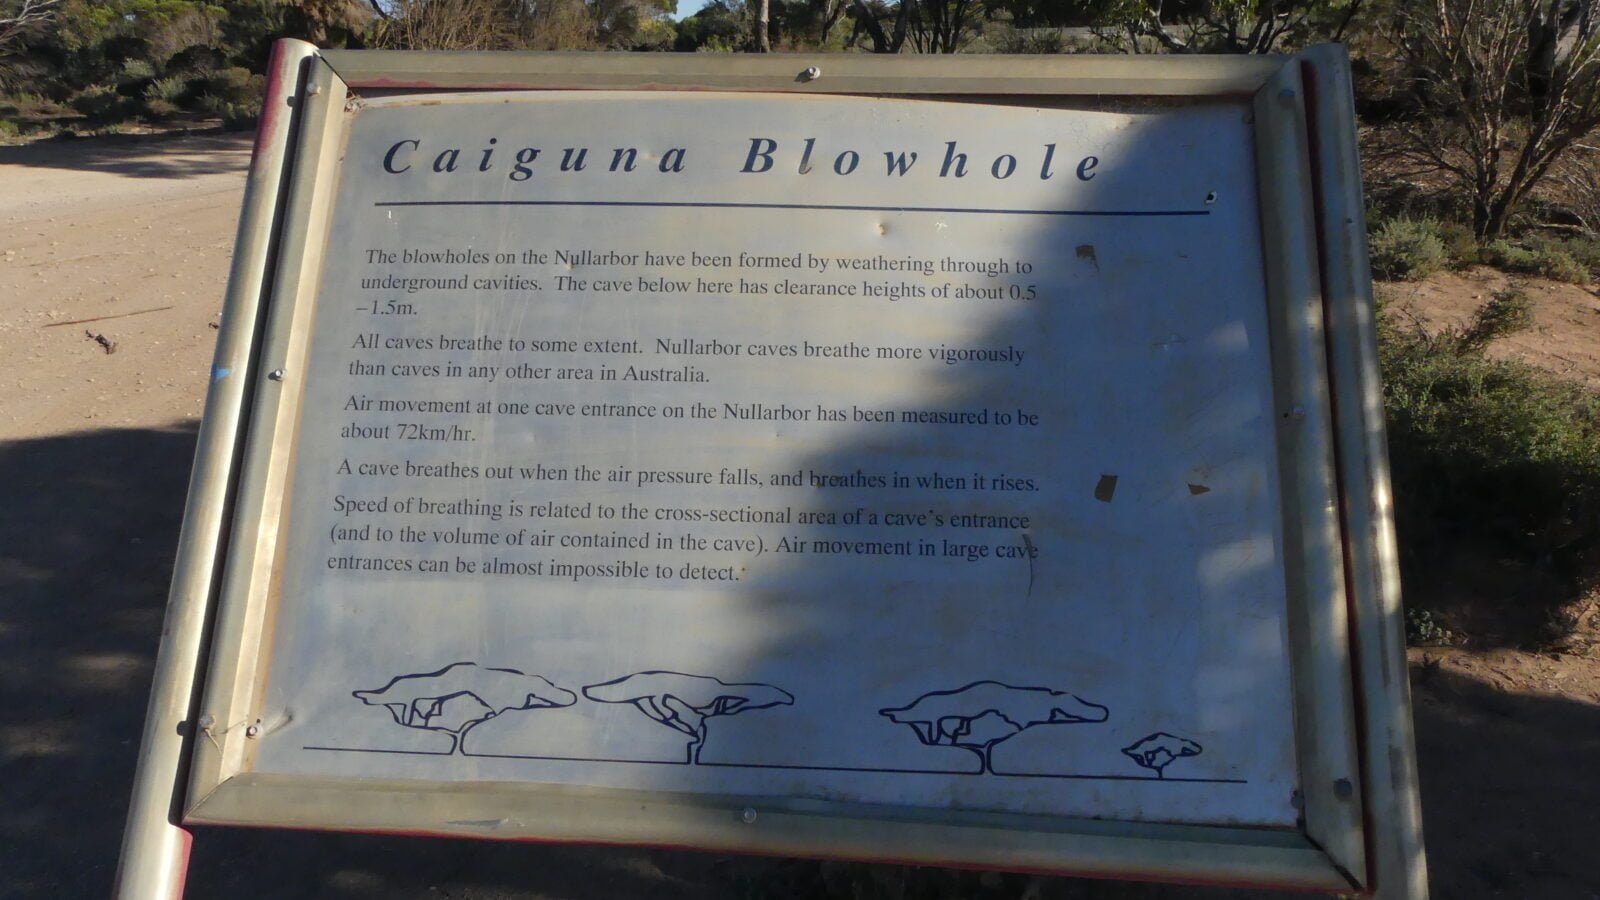 Caiguna Blowhole
The blowholes on the Nullarbor have been formed by weathering through to
underground cavities. The cave below here has clearance heights of about 0.5
–1.5m.
All caves breathe to some extent. Nullarbor caves breathe more vigorously
than caves in any other area in Australia.
Air movement at one cave entrance on the Nullarbor has been measured to be
about 72km/hr.
A cave breathes out when the air pressure falls, and breathes in when it rises.
Speed of breathing is related to the cross-sectional area of a cave's entrance
(and to the volume of air contained in the cave). Air movement in large cave
entrances can be almost impossible to detect.